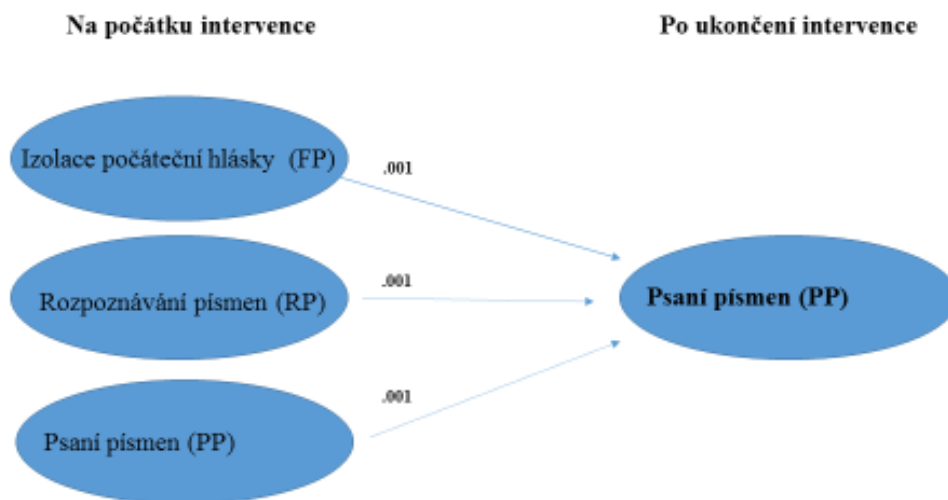 Na počátku intervence
Po ukončení intervence
Izolace počáteční hlásky (FP)
.001
Rozpoznávání písmen (RP)
.001
Psaní písmen (PP)
Psaní písmen (PP)
.001